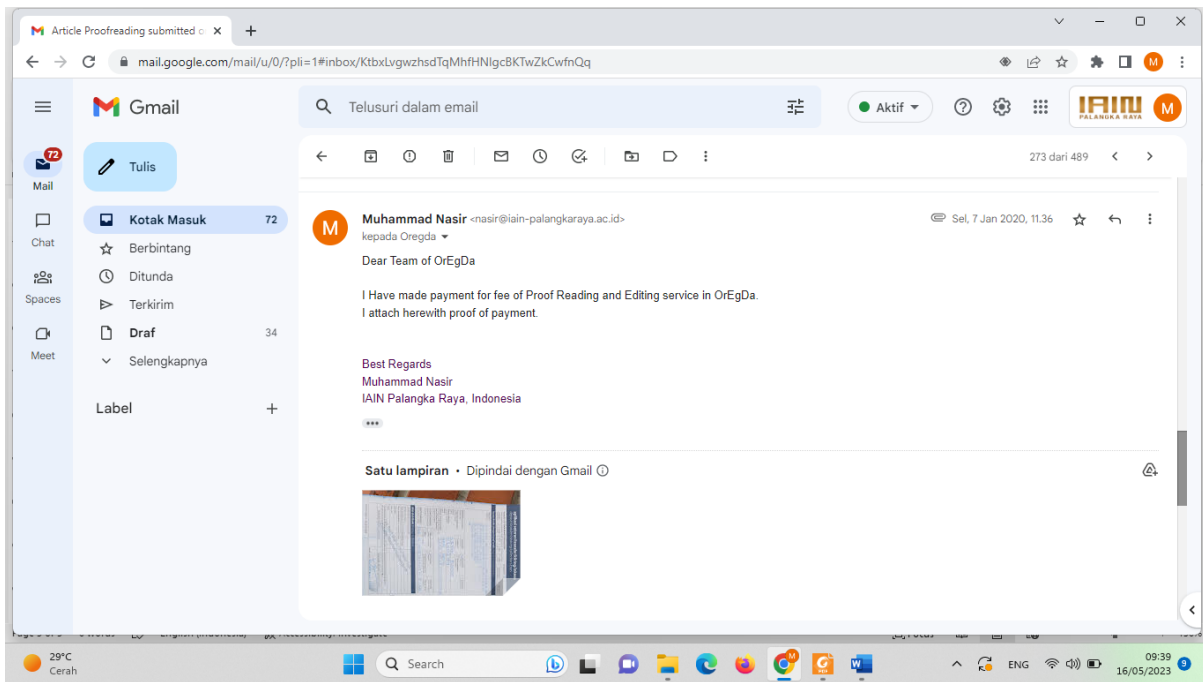 Article Proofreading submitted o
mail.google.com/mail/u/0/?pli=1#inbox/KtbxLvgwzhsdTqMhfHNIgcBKTwZkCwfnQq
M
Gmail
Telusuri dalam email
Aktif
IAIN
PALANGKA RAYA
M
72
Mail
Tulis
273 dari 489
Kotak Masuk 72
Chat
Berbintang
Ditunda
Spaces
Terkirim
Draf 34
Meet
Selengkapnya
Label
M
Muhammad Nasir <nasir@iain-palangkaraya.ac.id>
Sel, 7 Jan 2020, 11.36
kepada Oregda
Dear Team of OrEgDa
I Have made payment for fee of Proof Reading and Editing service in OrEgDa.
I attach herewith proof of payment.
Best Regards
Muhammad Nasir
IAIN Palangka Raya, Indonesia
Satu lampiran • Dipindai dengan Gmail
29°C
Cerah
Search
ENG
09:39
16/05/2023
9